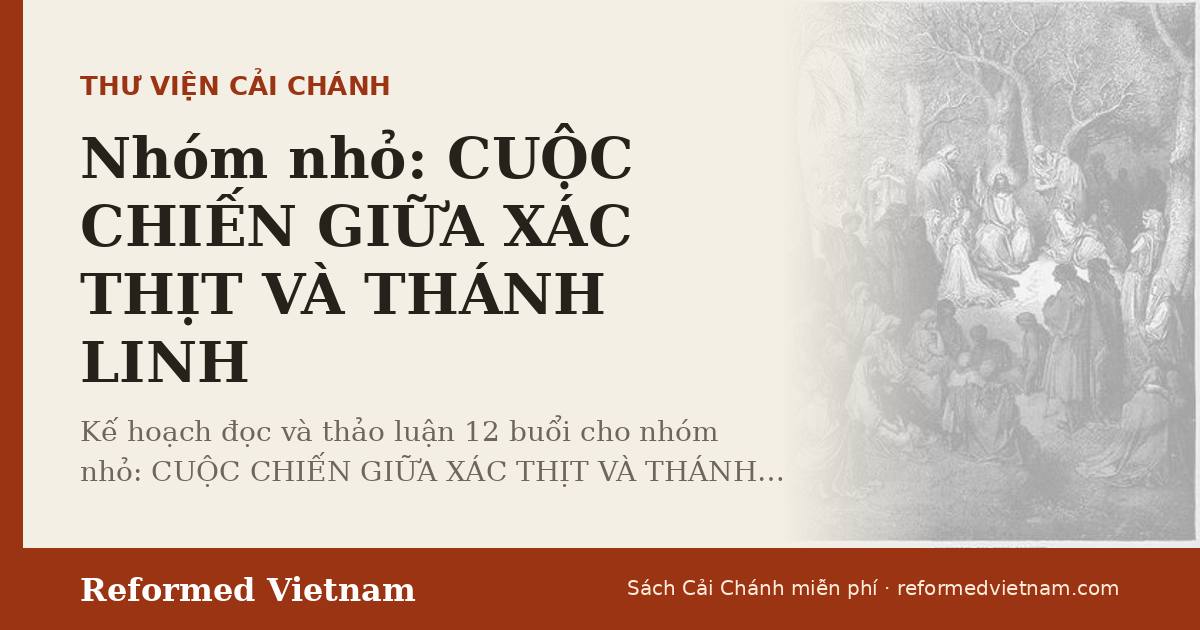 THƯ VIỆN CẢI CHÁNH
Nhóm nhỏ: CUỘC
CHIẾN GIỮA XÁC
THỊT VÀ THÁNH
LINH
Kế hoạch đọc và thảo luận 12 buổi cho nhóm
nhỏ: CUỘC CHIẾN GIỮA XÁC THỊT VÀ THÁNH...
Reformed Vietnam
Sách Cải Chánh miễn phí · reformedvietnam.com